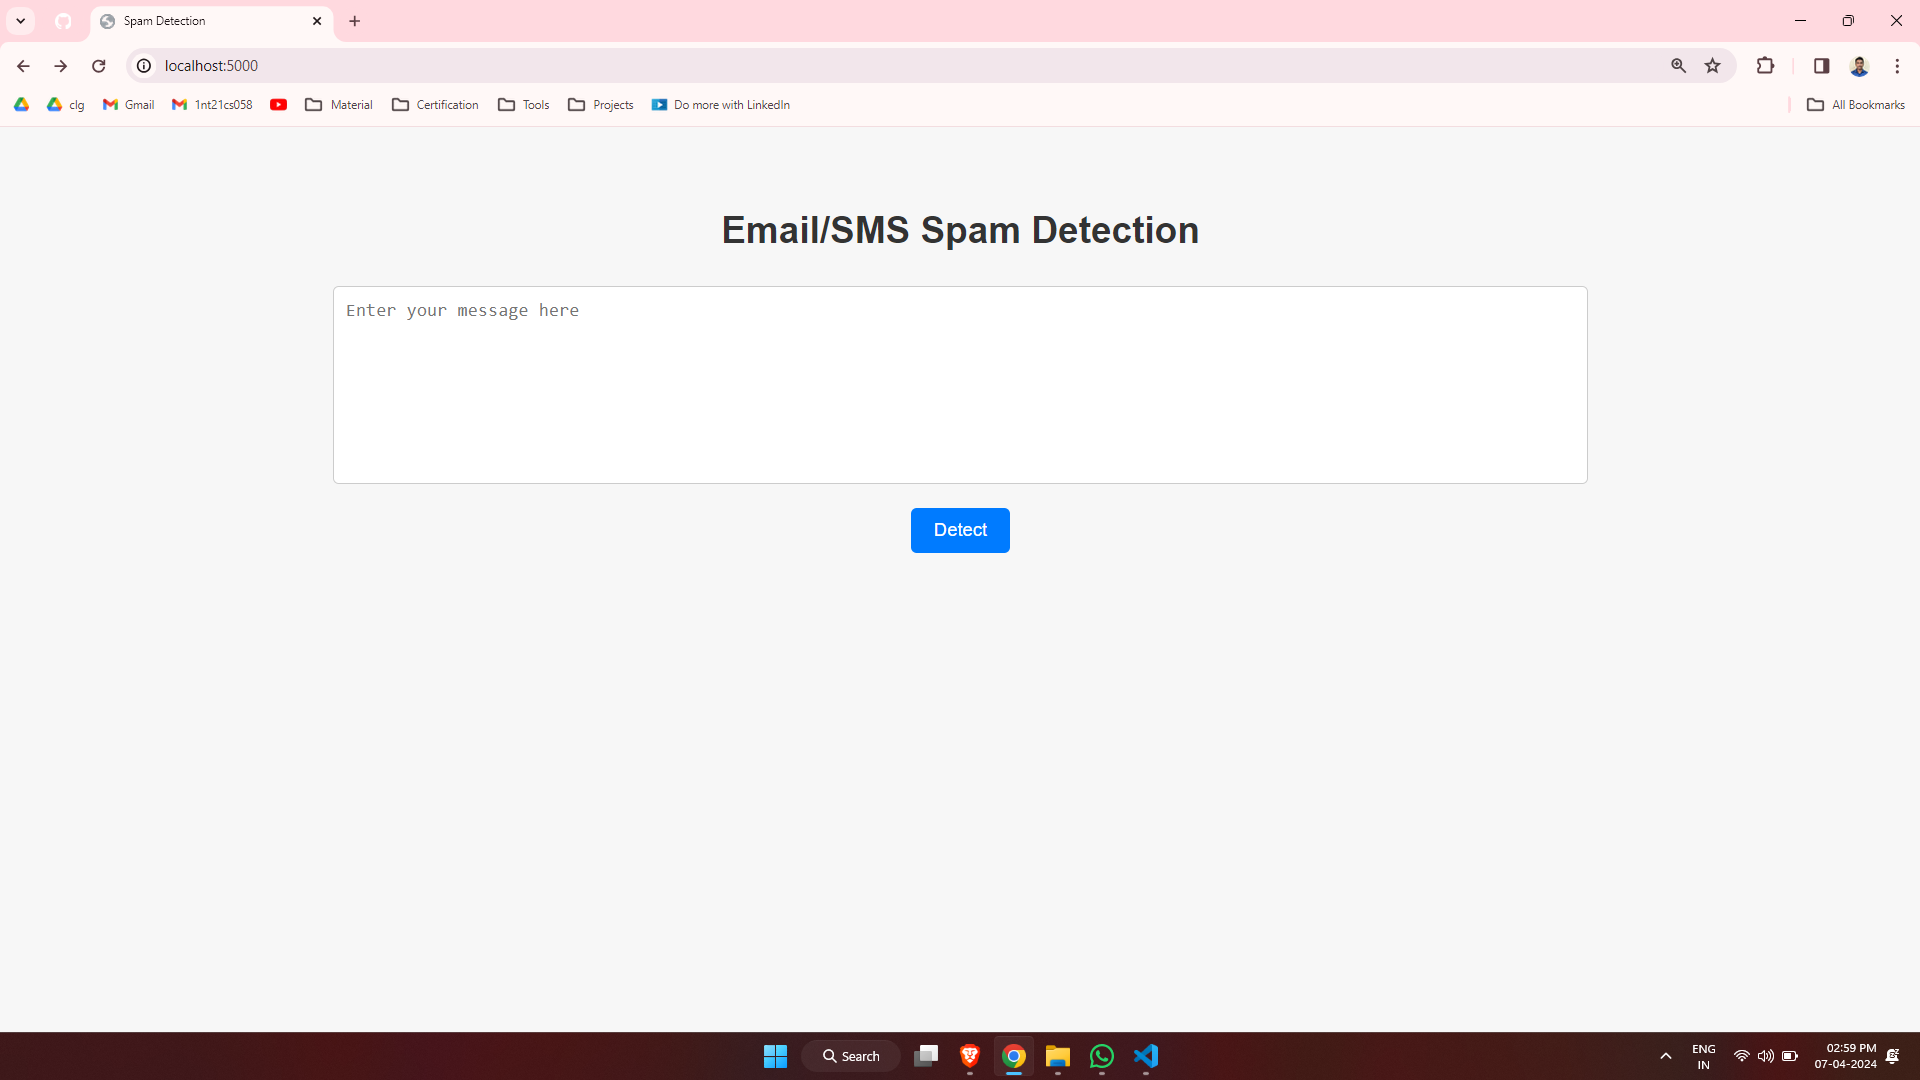 Spam Detection
localhost:5000
clg Gmail 1nt21cs058 Material Certification Tools Projects Do more with LinkedIn All Bookmarks
Email/SMS Spam Detection
Enter your message here
Detect
Search
ENG
IN
02:59 PM
07-04-2024